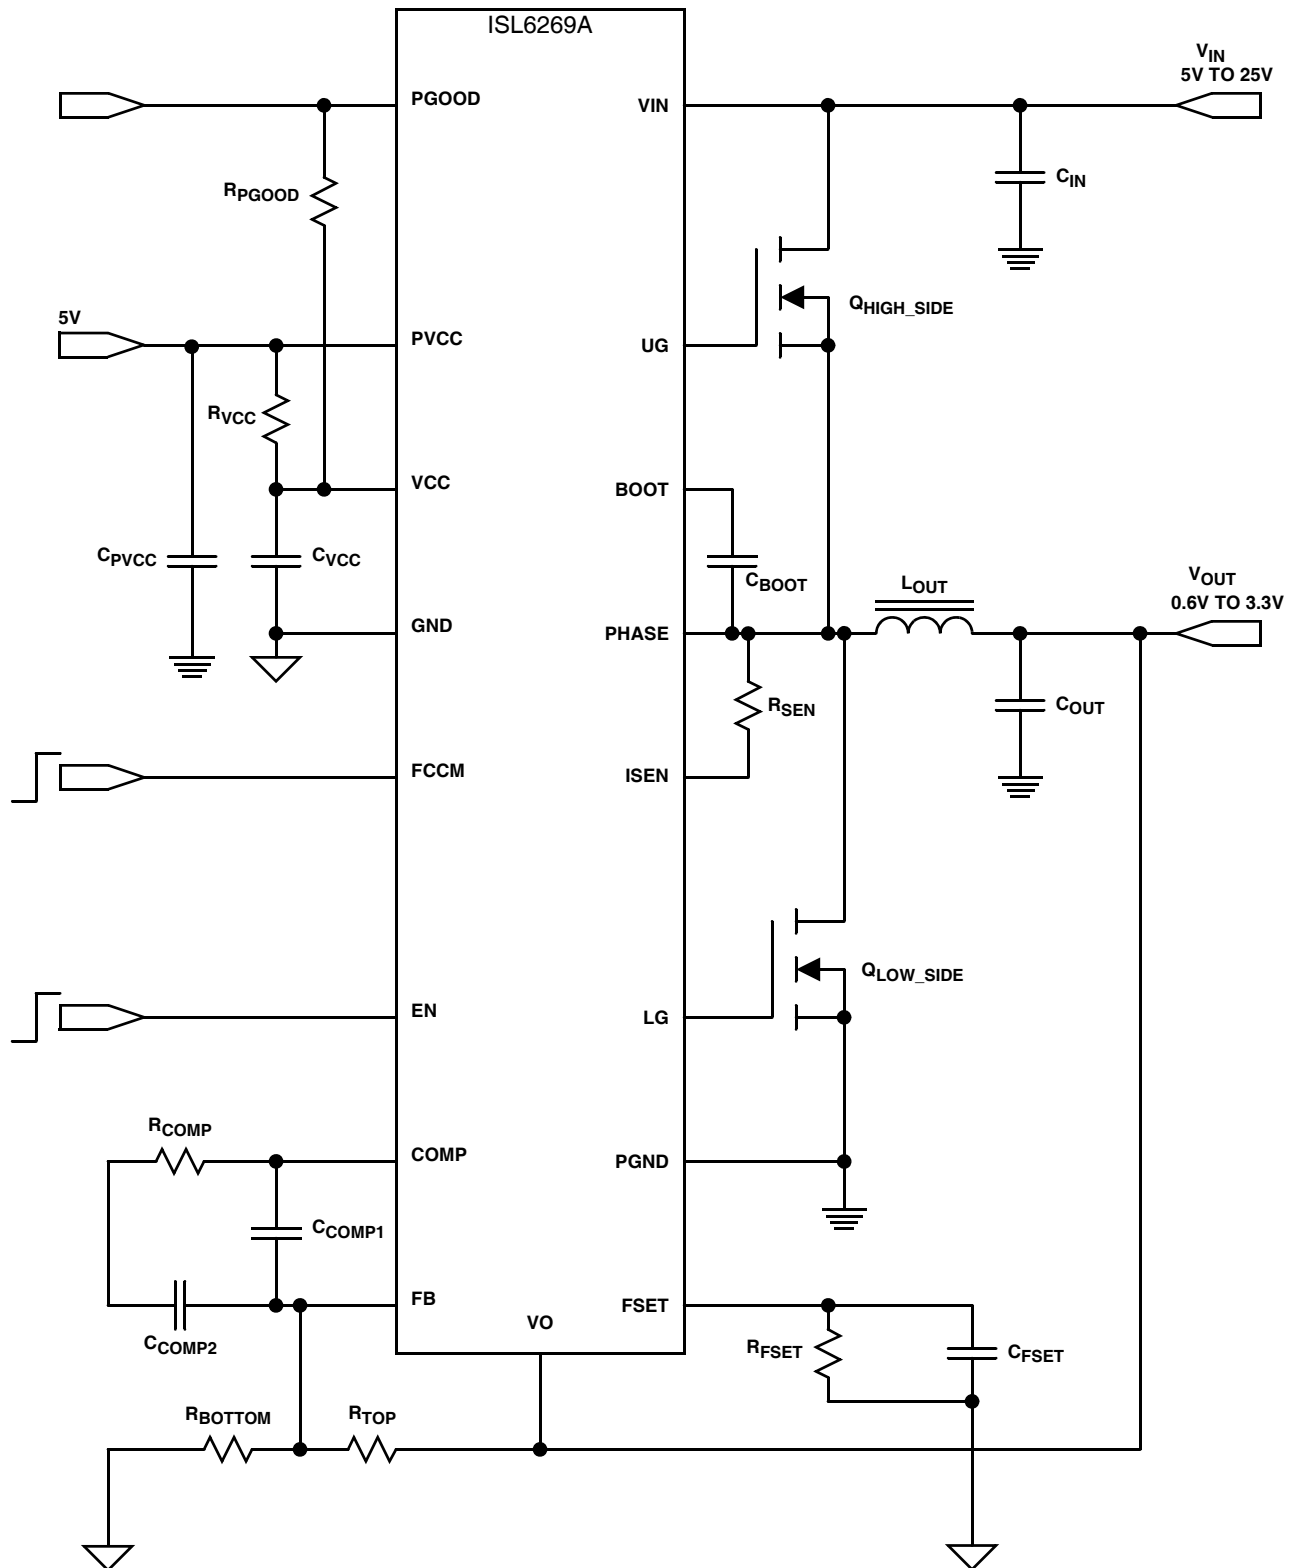 ISL6269A
V_IN
5V TO 25V
PGOOD
VIN
R_PGOOD
C_IN
Q_HIGH_SIDE
5V
PVCC
UG
R_VCC
VCC
BOOT
C_PVCC
C_VCC
C_BOOT
L_OUT
V_OUT
0.6V TO 3.3V
GND
PHASE
R_SEN
C_OUT
FCCM
ISEN
Q_LOW_SIDE
EN
LG
R_COMP
COMP
PGND
C_COMP1
FB
FSET
VO
C_COMP2
R_FSET
C_FSET
R_BOTTOM
R_TOP